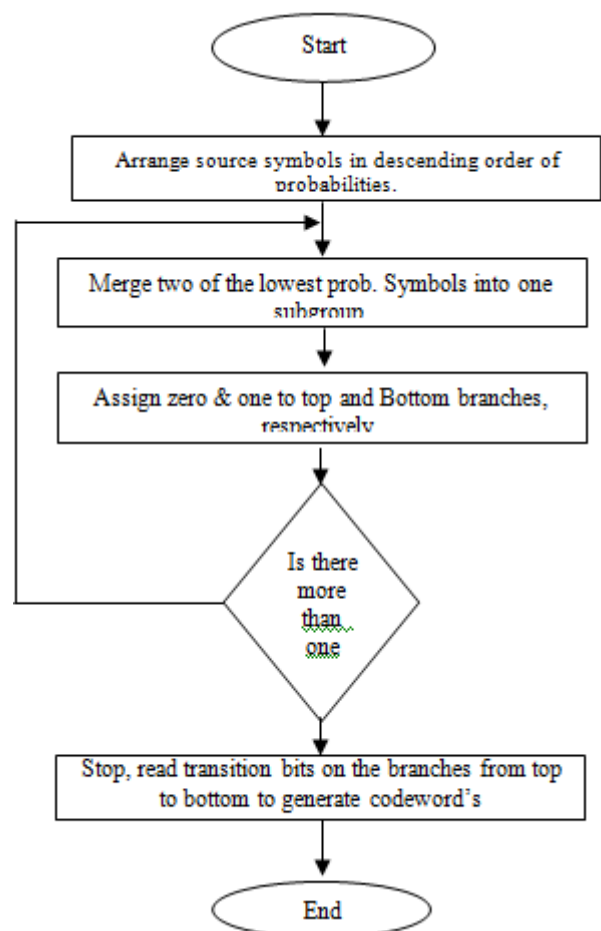 Start
Arrange source symbols in descending order of
probabilities.
Merge two of the lowest prob. Symbols into one
subgroup
Assign zero & one to top and Bottom branches,
respectively
Is there
more
than
one
Stop, read transition bits on the branches from top
to bottom to generate codeword’s
End